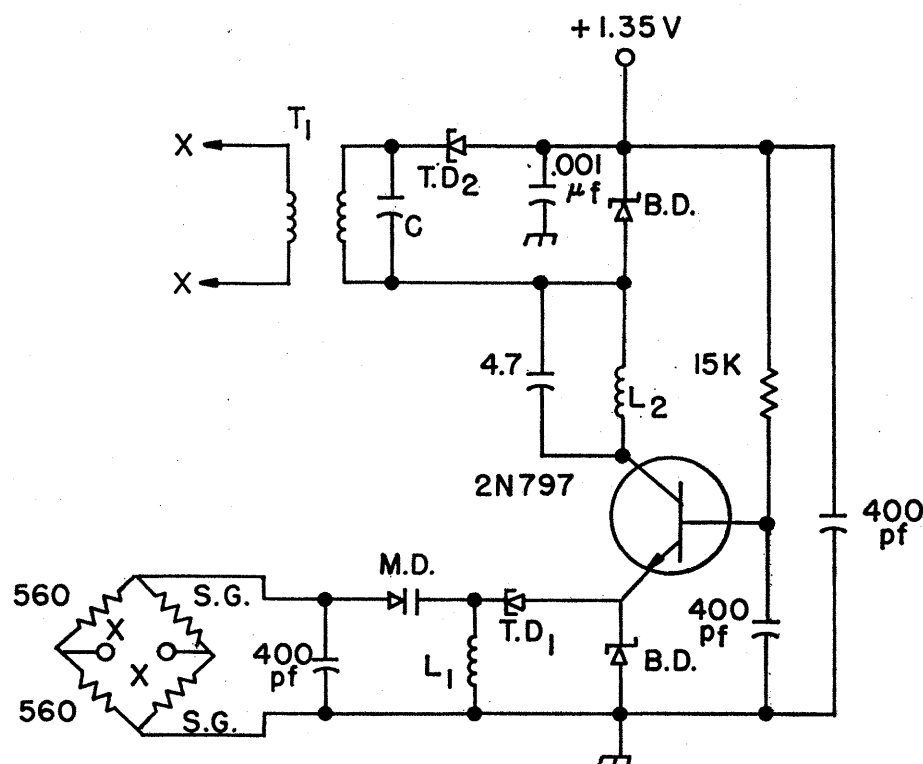 +1.35V
T1
X
T.D2
.001
μf
B.D.
C
X
4.7
L2
15K
2N797
400
pf
M.D.
560
S.G.
X
400
pf
T.D1
400
pf
X
L1
B.D.
560
S.G.